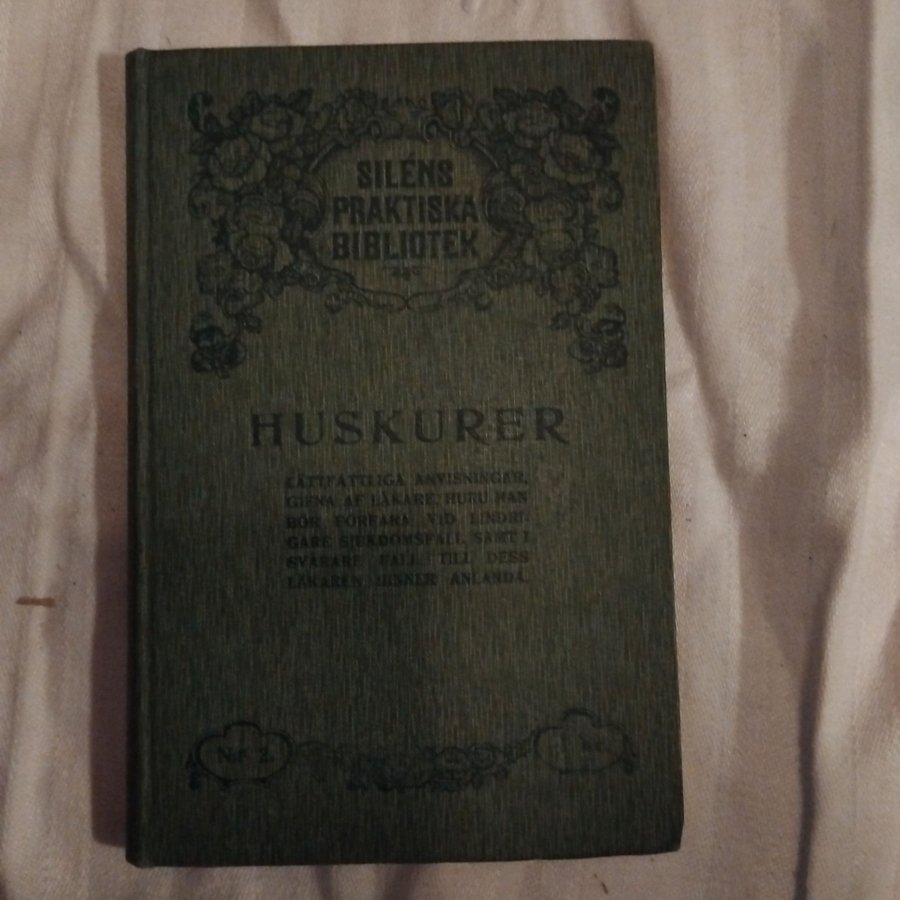 SILÉNS
PRAKTISKA
BIBLIOTEK
HUSKURER
LÄTTFATTLIGA ANVISNINGAR,
GIFNA AF LÄKARE, HURU MAN
BÖR FÖRFARA VID LINDRI-
GARE SJUKDOMSFALL, SAMT I
SVÅRARE FALL, TILL DESS
LÄKAREN HINNER ANLÄNDA.
N:r 2.